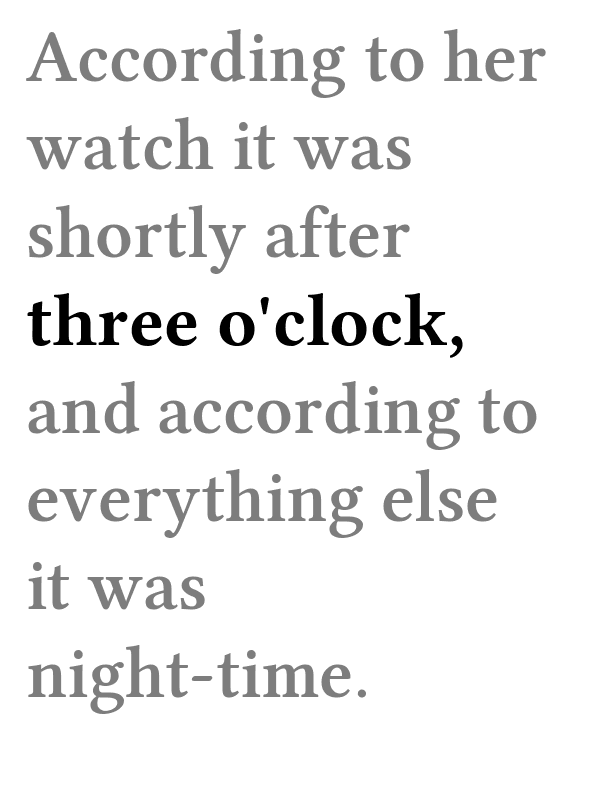 According to her
watch it was
shortly after
three o'clock,
and according to
everything else
it was
night-time.